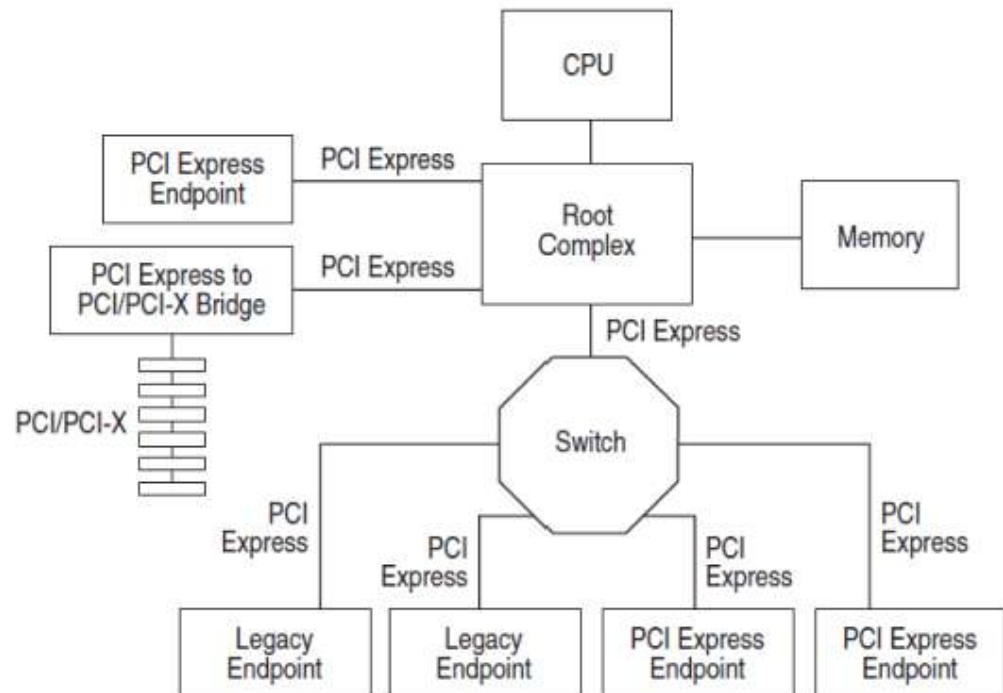 CPU
PCI Express
Endpoint
PCI Express
Root
Complex
Memory
PCI Express to
PCI/PCI-X Bridge
PCI Express
PCI Express
PCI/PCI-X
Switch
PCI
Express
PCI
Express
PCI
Express
PCI
Express
Legacy
Endpoint
Legacy
Endpoint
PCI Express
Endpoint
PCI Express
Endpoint